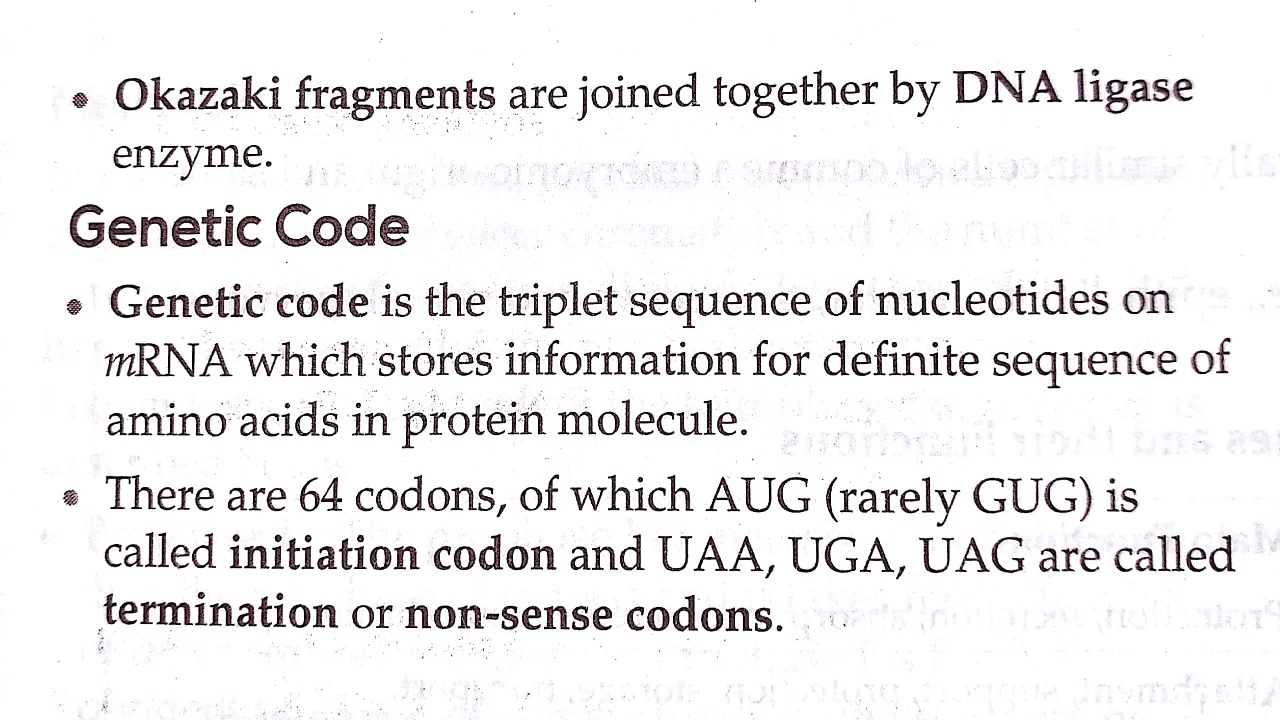 • Okazaki fragments are joined together by DNA ligase
enzyme.
Genetic Code
• Genetic code is the triplet sequence of nucleotides on
mRNA which stores information for definite sequence of
amino acids in protein molecule.
• There are 64 codons, of which AUG (rarely GUG) is
called initiation codon and UAA, UGA, UAG are called
termination or non-sense codons.